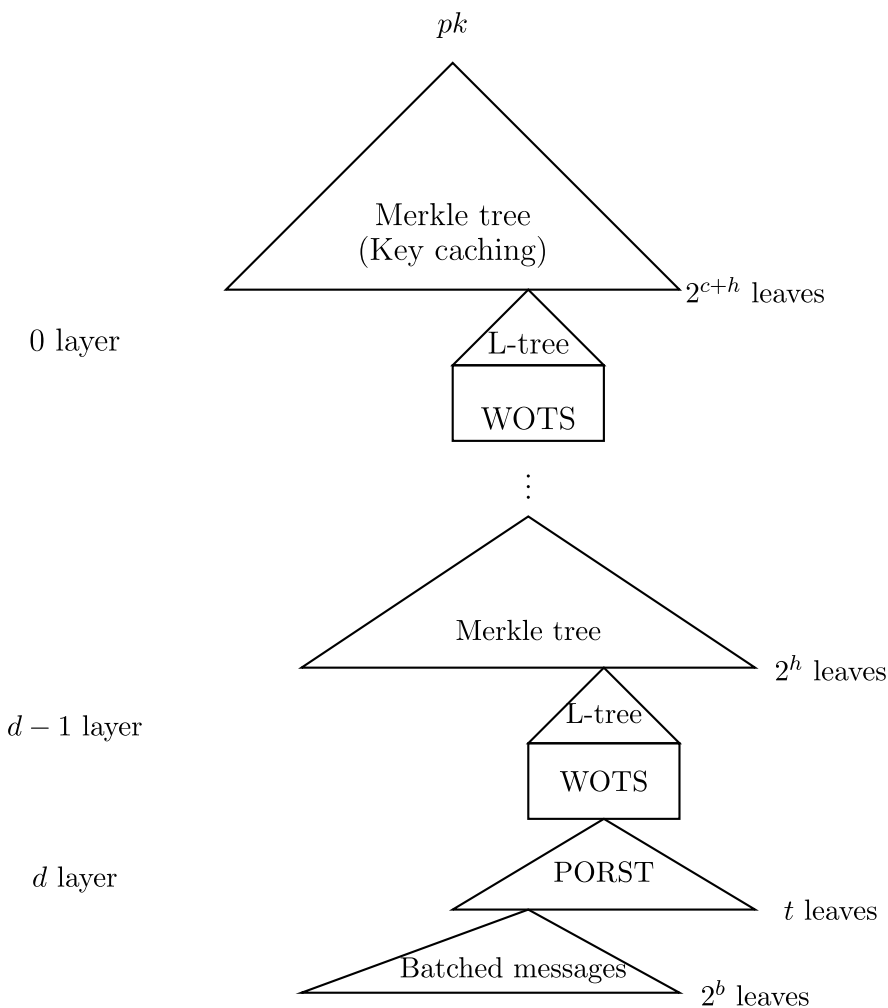 pk
Merkle tree
(Key caching)
2^{c+h} leaves
0 layer
L-tree
WOTS
⋮
Merkle tree
2^h leaves
d − 1 layer
L-tree
WOTS
d layer
PORST
t leaves
Batched messages
2^b leaves